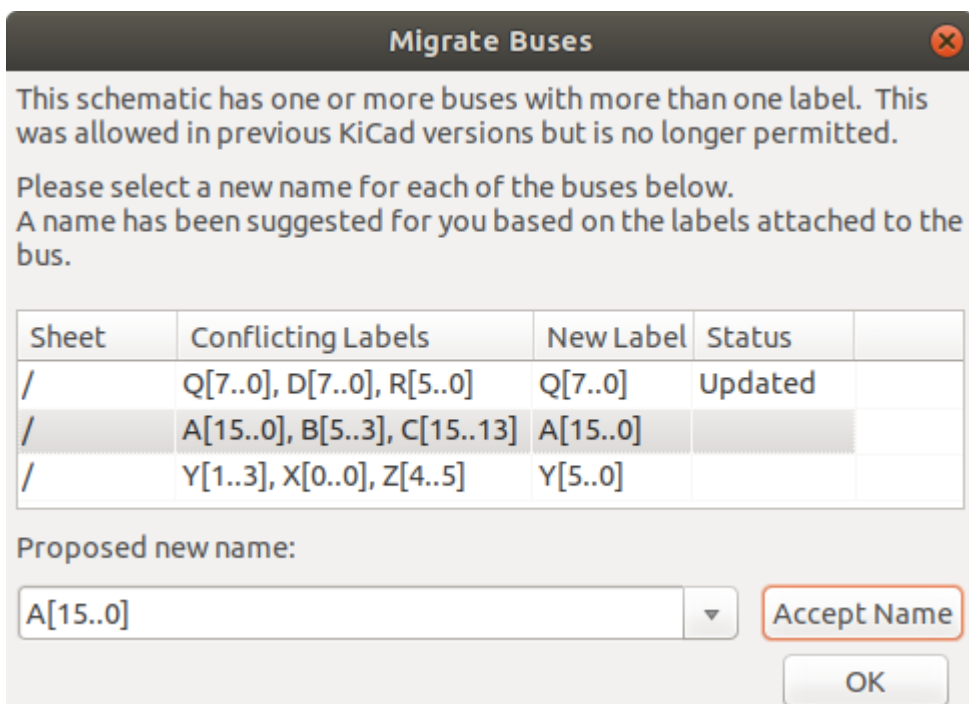 Migrate Buses
This schematic has one or more buses with more than one label.  This
was allowed in previous KiCad versions but is no longer permitted.
Please select a new name for each of the buses below.
A name has been suggested for you based on the labels attached to the
bus.
Sheet Conflicting Labels New Label Status
/ Q[7..0], D[7..0], R[5..0] Q[7..0] Updated
/ A[15..0], B[5..3], C[15..13] A[15..0]
/ Y[1..3], X[0..0], Z[4..5] Y[5..0]
Proposed new name:
A[15..0] Accept Name
OK